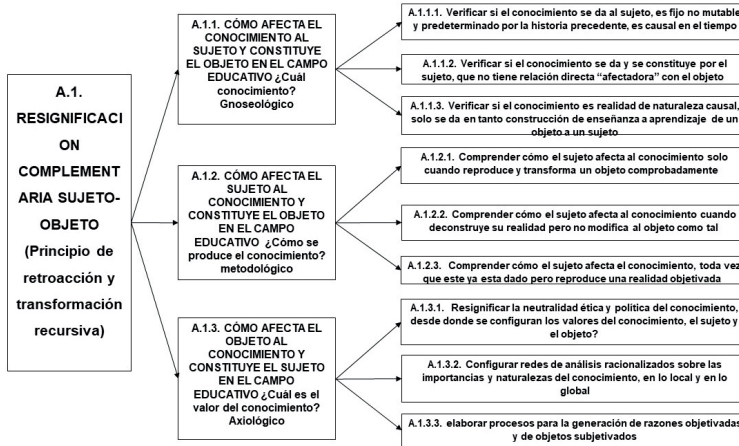 A.1.
RESIGNIFICACI
ON
COMPLEMENT
ARIA SUJETO-
OBJETO
(Principio de
retroacción y
transformación
recursiva)
A.1.1. CÓMO AFECTA EL
CONOCIMIENTO AL
SUJETO Y CONSTITUYE
EL OBJETO EN EL CAMPO
EDUCATIVO ¿Cuál
conocimiento?
Gnoseológico
A.1.1.1. Verificar si el conocimiento se da al sujeto, es fijo no mutable
y predeterminado por la historia precedente, es causal en el tiempo
A.1.1.2. Verificar si el conocimiento se da y se constituye por el
sujeto, que no tiene relación directa “afectadora” con el objeto
A.1.1.3. Verificar si el conocimiento es realidad de naturaleza causal,
solo se da en tanto construcción de enseñanza a aprendizaje de un
objeto a un sujeto
A.1.2. CÓMO AFECTA EL
SUJETO AL
CONOCIMIENTO Y
CONSTITUYE EL OBJETO
EN EL CAMPO
EDUCATIVO ¿Cómo se
produce el conocimiento?
metodológico
A.1.2.1. Comprender cómo el sujeto afecta al conocimiento solo
cuando reproduce y transforma un objeto comprobadamente
A.1.2.2. Comprender cómo el sujeto afecta al conocimiento cuando
deconstruye su realidad pero no modifica al objeto como tal
A.1.2.3. Comprender cómo el sujeto afecta el conocimiento, toda vez
que este ya esta dado pero reproduce una realidad objetivada
A.1.3. CÓMO AFECTA EL
OBJETO AL
CONOCIMIENTO Y
CONSTITUYE EL SUJETO
EN EL CAMPO
EDUCATIVO ¿Cuál es el
valor del conocimiento?
Axiológico
A.1.3.1. Resignificar la neutralidad ética y política del conocimiento,
desde donde se configuran los valores del conocimiento, el sujeto y
el objeto?
A.1.3.2. Configurar redes de análisis racionalizados sobre las
importancias y naturalezas del conocimiento, en lo local y en lo
global
A.1.3.3. elaborar procesos para la generación de razones objetivadas
y de objetos subjetivados